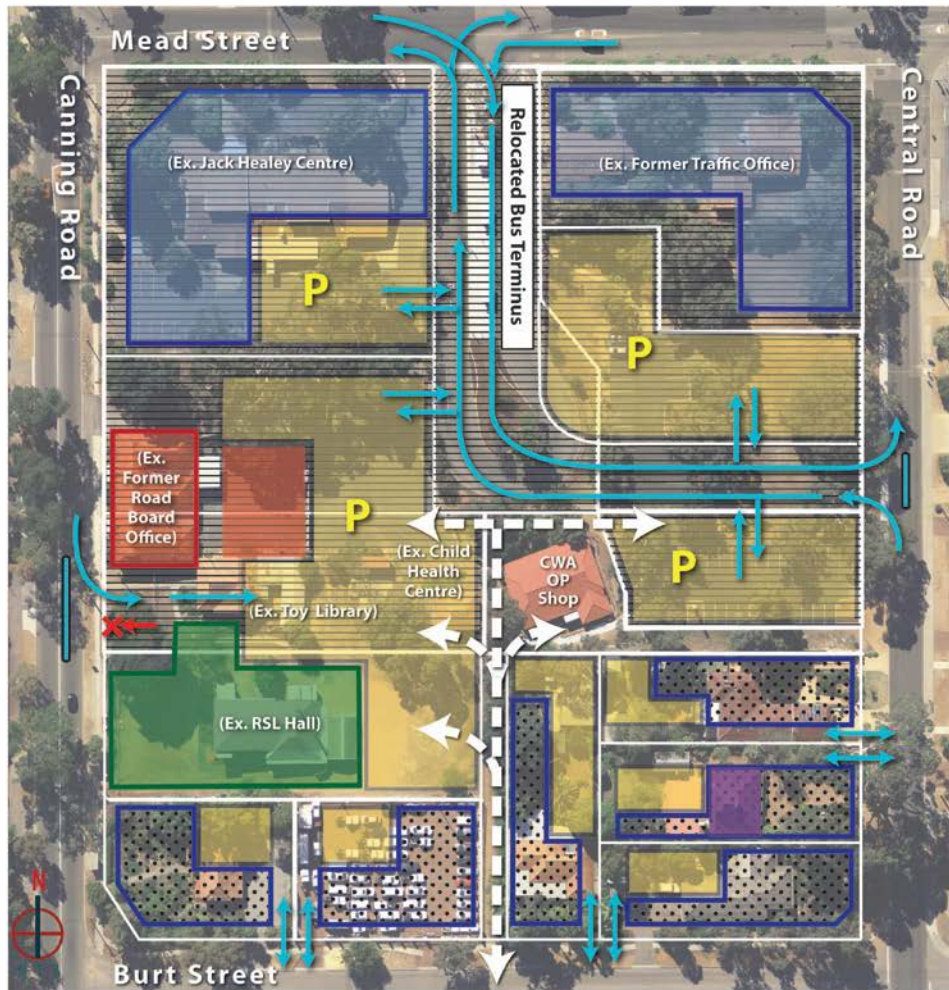 Mead Street
Canning Road
Central Road
(Ex. Jack Healey Centre)
Relocated Bus Terminus
(Ex. Former Traffic Office)
P
P
(Ex.
Former
Road
Board
Office)
P
(Ex. Child
Health
Centre)
CWA
OP
Shop
P
(Ex. Toy Library)
X
(Ex. RSL Hall)
N
Burt Street